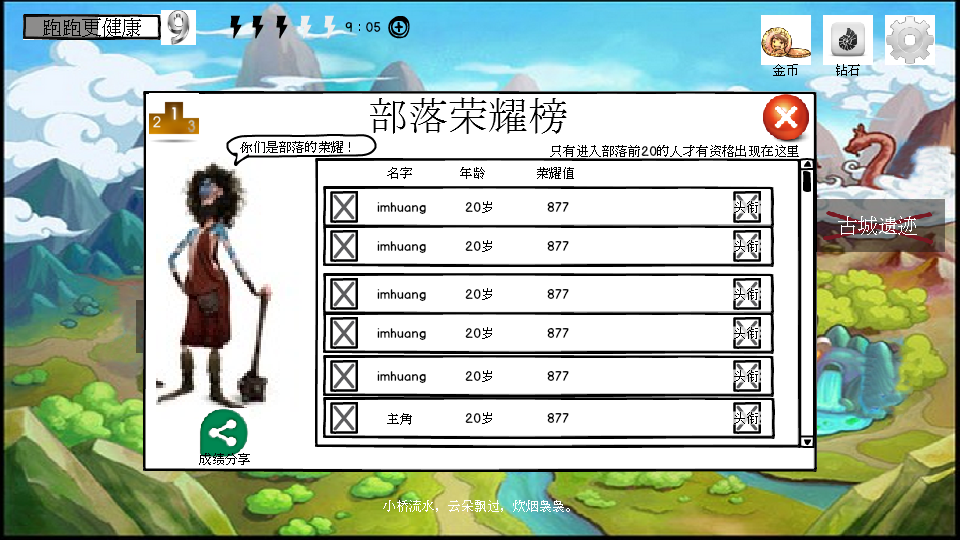 跑跑更健康
9
9:05
金币
钻石
2 1 3
部落荣耀榜
你们是部落的荣耀！
只有进入部落前20的人才有资格出现在这里
名字 年龄 荣耀值
imhuang 20岁 877 头衔
imhuang 20岁 877 头衔
imhuang 20岁 877 头衔
imhuang 20岁 877 头衔
imhuang 20岁 877 头衔
主角 20岁 877 头衔
古城遗迹
成绩分享
小桥流水，云朵飘过，炊烟袅袅。